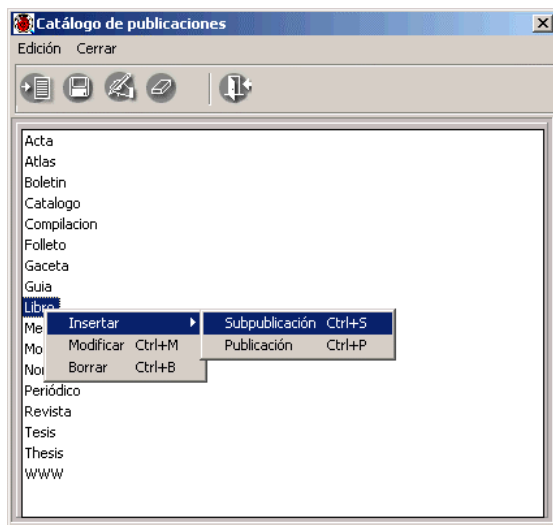 Catálogo de publicaciones
Edición Cerrar
Acta
Atlas
Boletin
Catalogo
Compilacion
Folleto
Gaceta
Guia
Libro
Insertar Subpublicación Ctrl+S
Modificar Ctrl+M Publicación Ctrl+P
Borrar Ctrl+B
Periódico
Revista
Tesis
Thesis
WWW